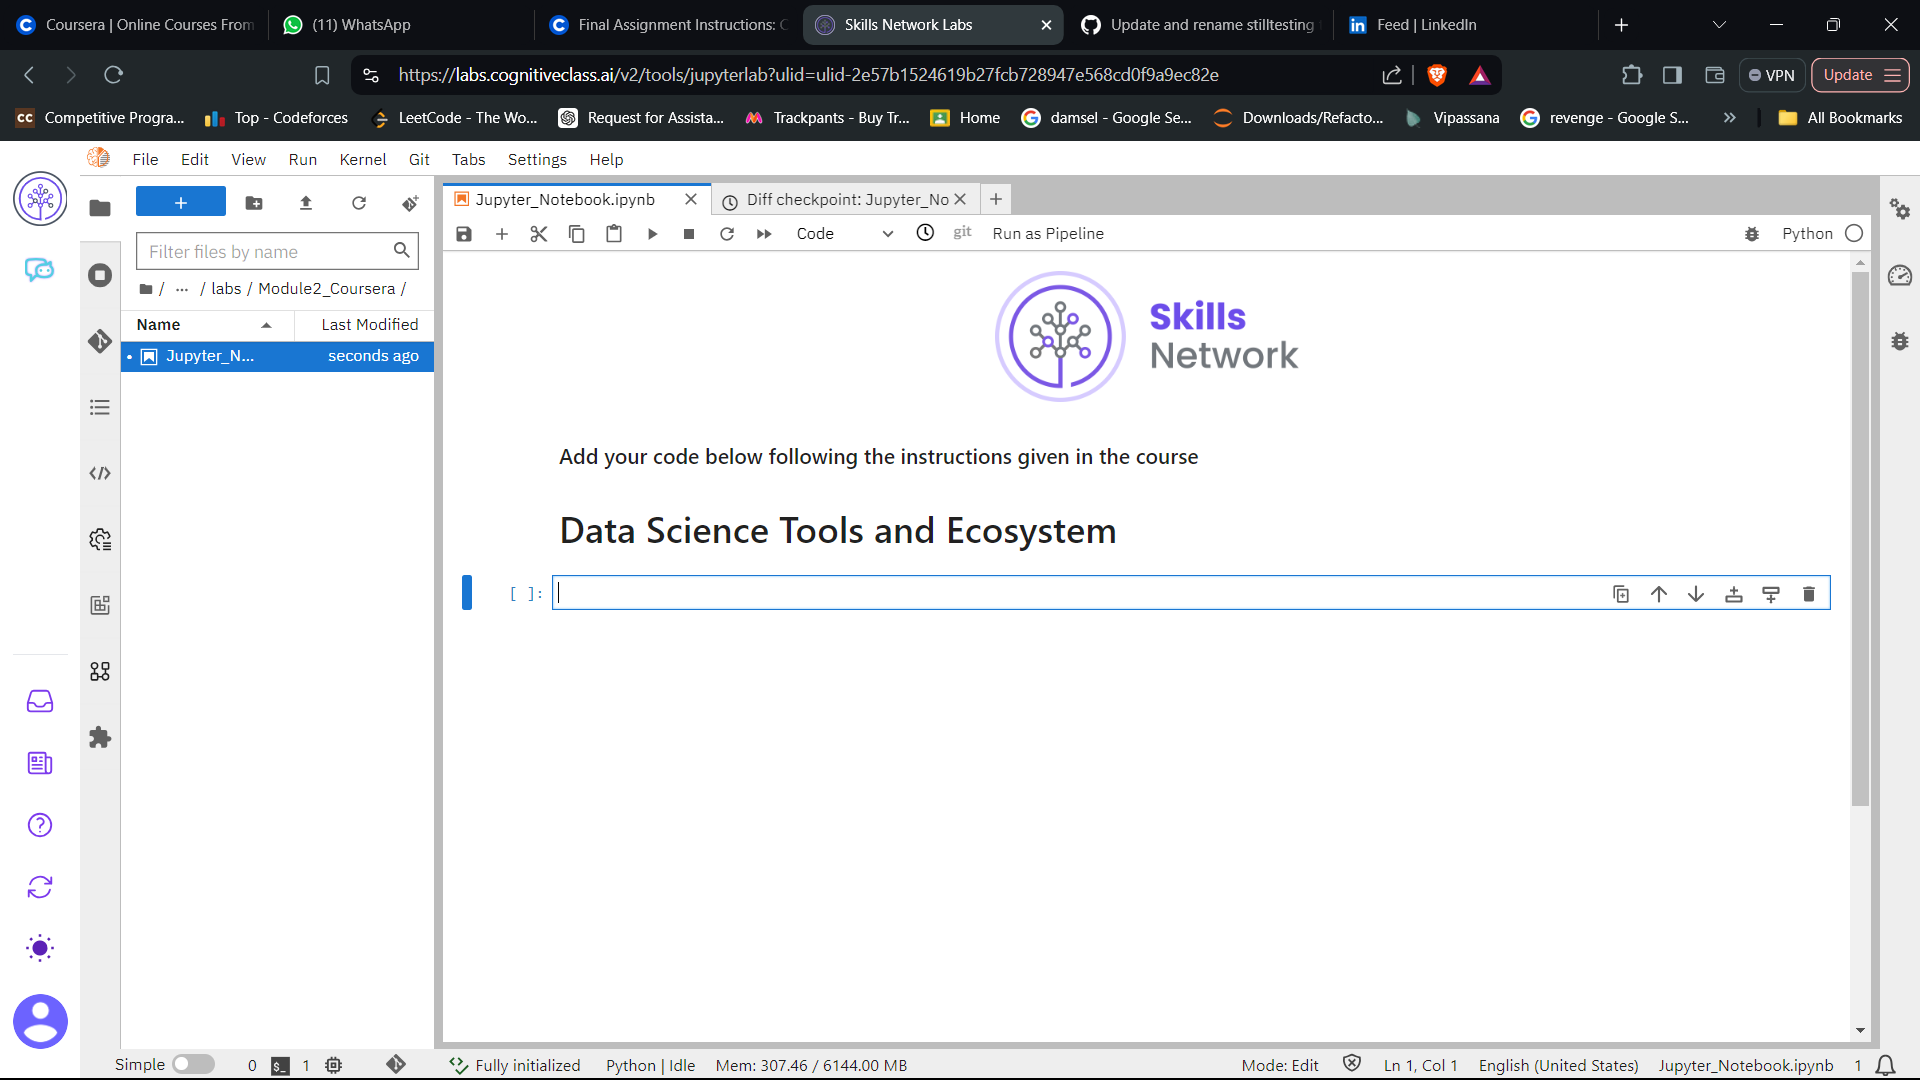 Coursera | Online Courses From
(11) WhatsApp
Final Assignment Instructions: C
Skills Network Labs
Update and rename stilltesting
Feed | LinkedIn
https://labs.cognitiveclass.ai/v2/tools/jupyterlab?ulid=ulid-2e57b1524619b27fcb728947e568cd0f9a9ec82e
VPN
Update
CC Competitive Progra...
Top - Codeforces
LeetCode - The Wo...
Request for Assista...
Trackpants - Buy Tr...
Home
damsel - Google Se...
Downloads/Refacto...
Vipassana
revenge - Google S...
»
All Bookmarks
File Edit View Run Kernel Git Tabs Settings Help
Jupyter_Notebook.ipynb
Diff checkpoint: Jupyter_No
Code
git
Run as Pipeline
Python
Filter files by name
/ ... / labs / Module2_Coursera /
Name Last Modified
Jupyter_N... seconds ago
Skills
Network
Add your code below following the instructions given in the course
Data Science Tools and Ecosystem
[ ]:
Simple
0
1
Fully initialized
Python | Idle
Mem: 307.46 / 6144.00 MB
Mode: Edit
Ln 1, Col 1
English (United States)
Jupyter_Notebook.ipynb
1